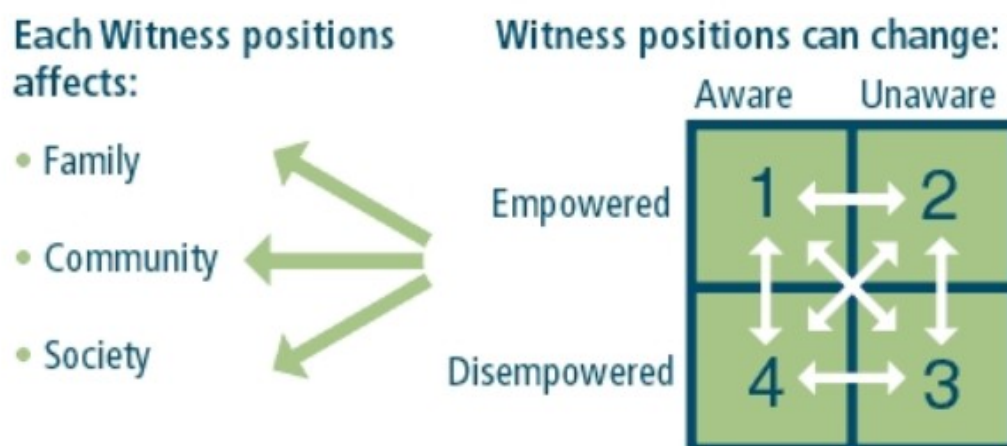 Each Witness positions
affects:
• Family
• Community
• Society
Witness positions can change:
Aware Unaware
Empowered 1 2
Disempowered 4 3